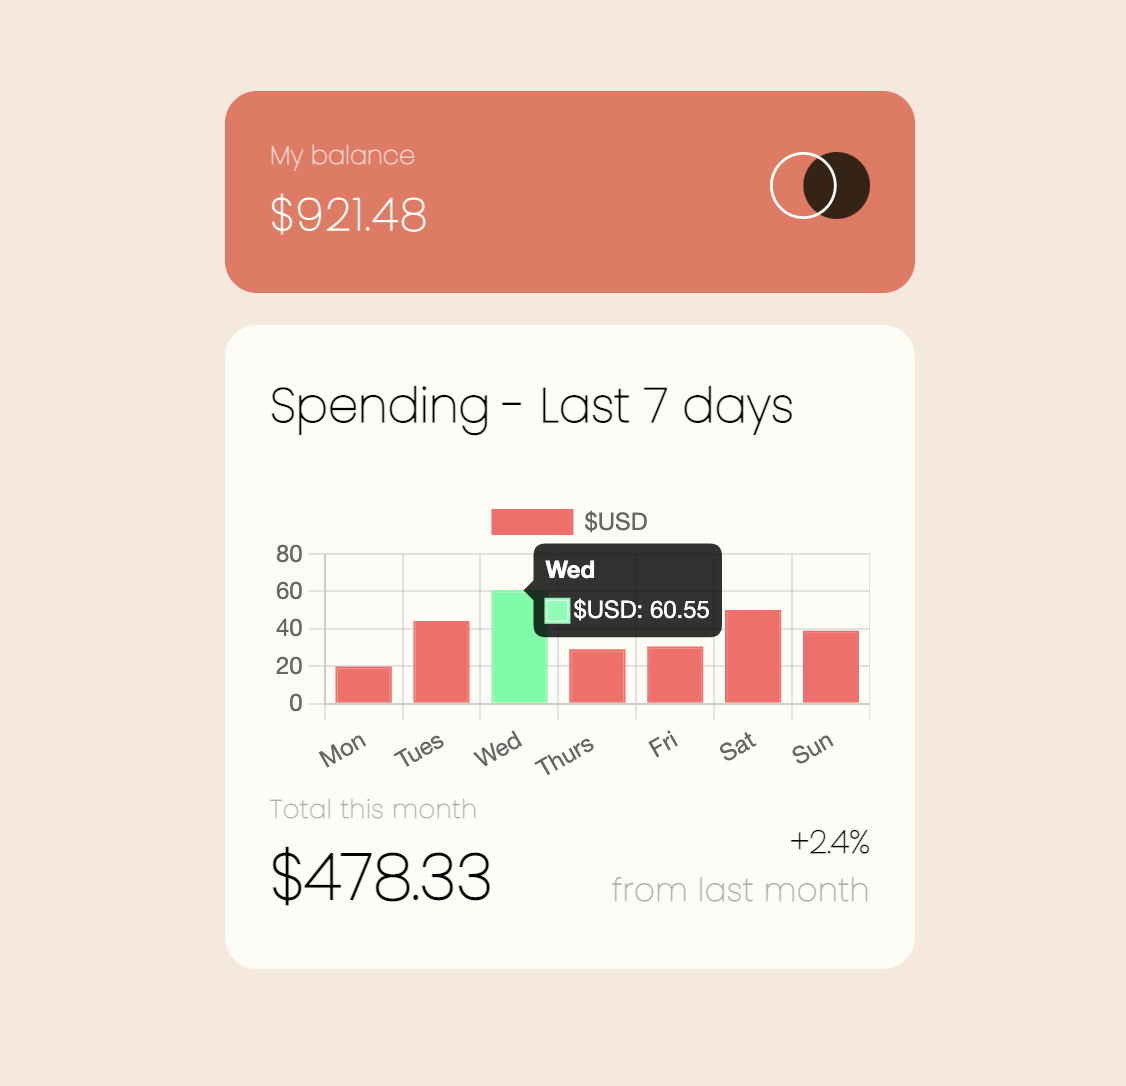 My balance
$921.48
Spending - Last 7 days
$USD
80
60
40
20
0
Wed
$USD: 60.55
Mon Tues Wed Thurs Fri Sat Sun
Total this month
$478.33
+2.4%
from last month